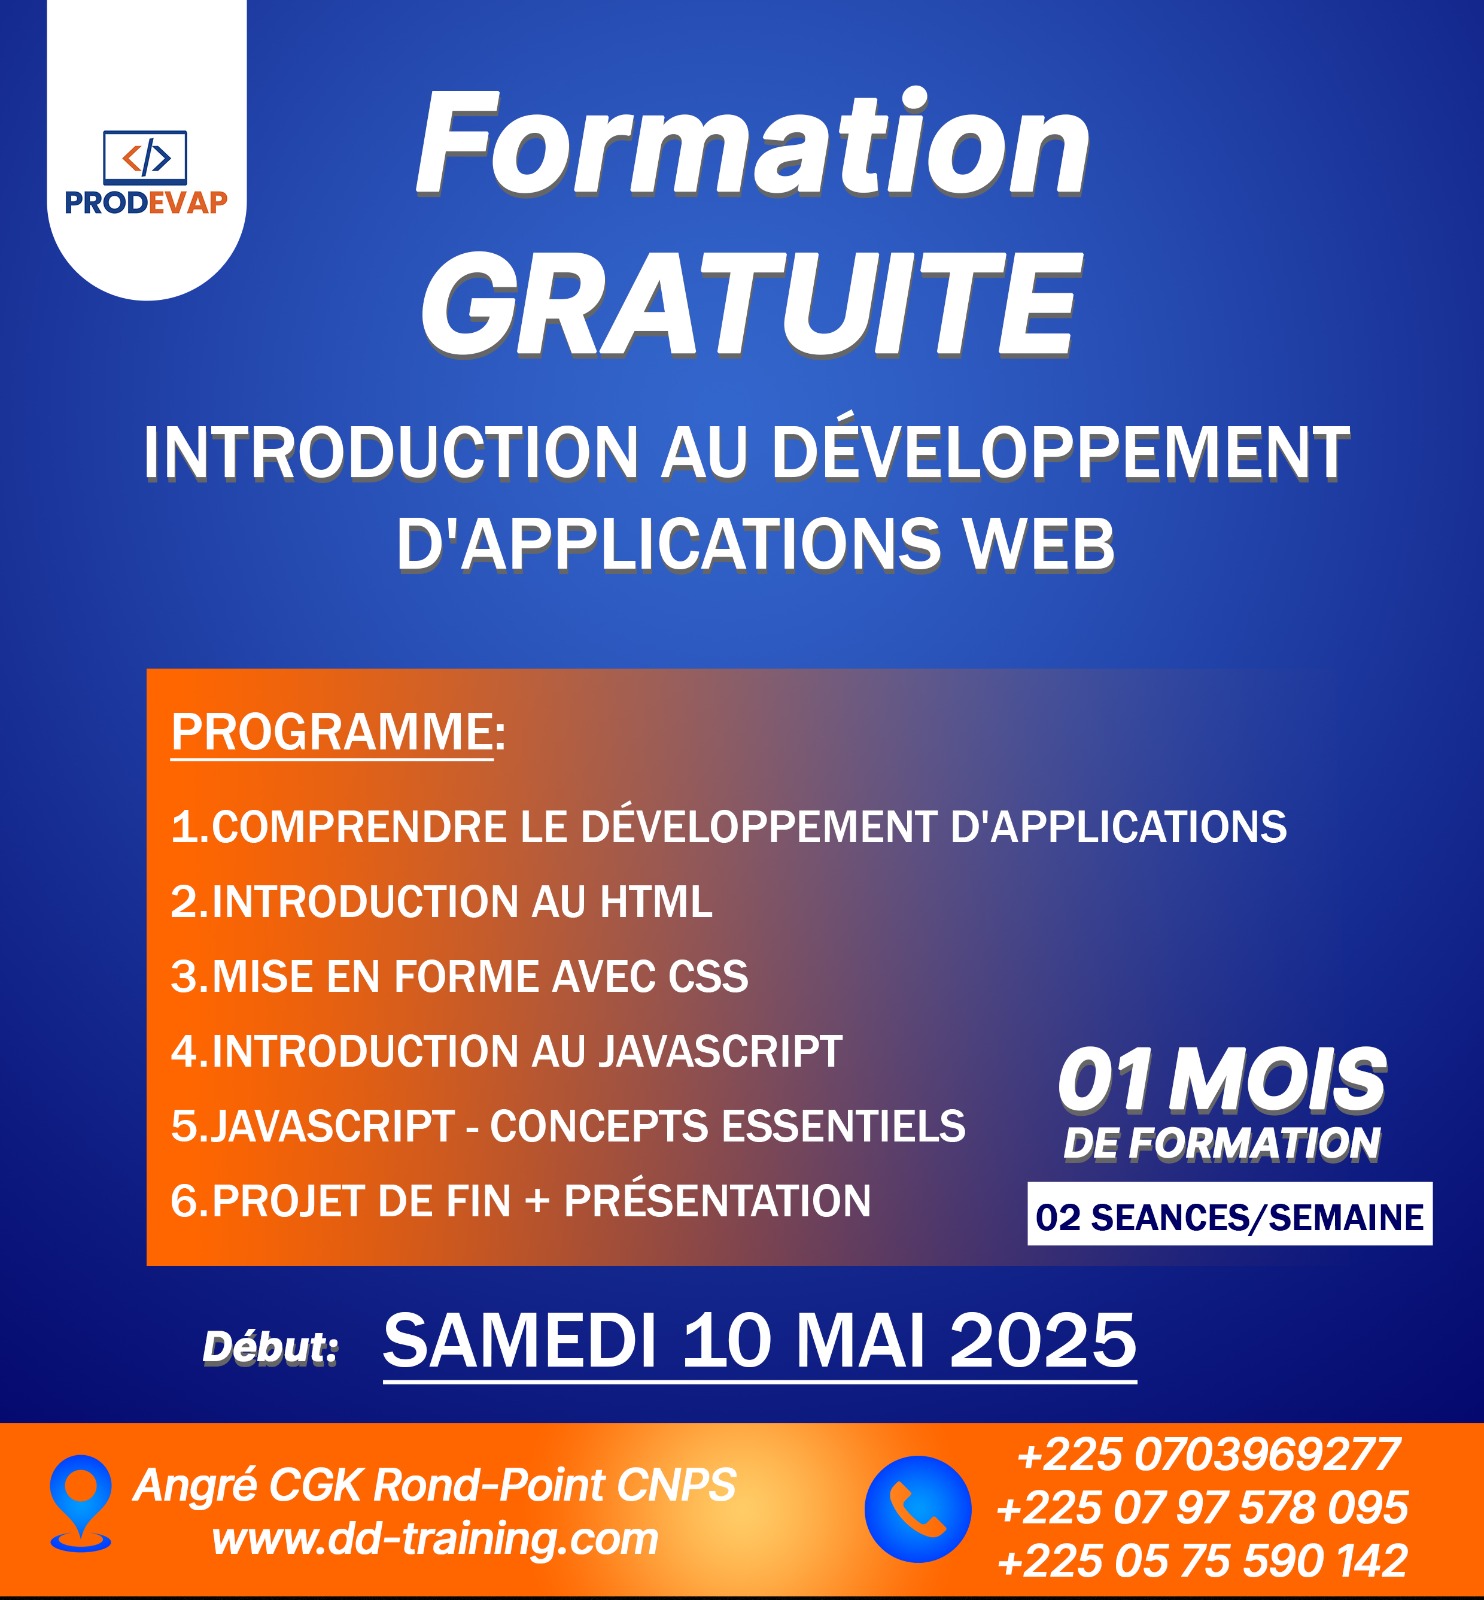 </>
PRODEVAP
Formation
GRATUITE
INTRODUCTION AU DÉVELOPPEMENT
D'APPLICATIONS WEB
PROGRAMME:
1.COMPRENDRE LE DÉVELOPPEMENT D'APPLICATIONS
2.INTRODUCTION AU HTML
3.MISE EN FORME AVEC CSS
4.INTRODUCTION AU JAVASCRIPT
5.JAVASCRIPT - CONCEPTS ESSENTIELS
6.PROJET DE FIN + PRÉSENTATION
01 MOIS
DE FORMATION
02 SEANCES/SEMAINE
Début: SAMEDI 10 MAI 2025
Angré CGK Rond-Point CNPS
www.dd-training.com
+225 0703969277
+225 07 97 578 095
+225 05 75 590 142